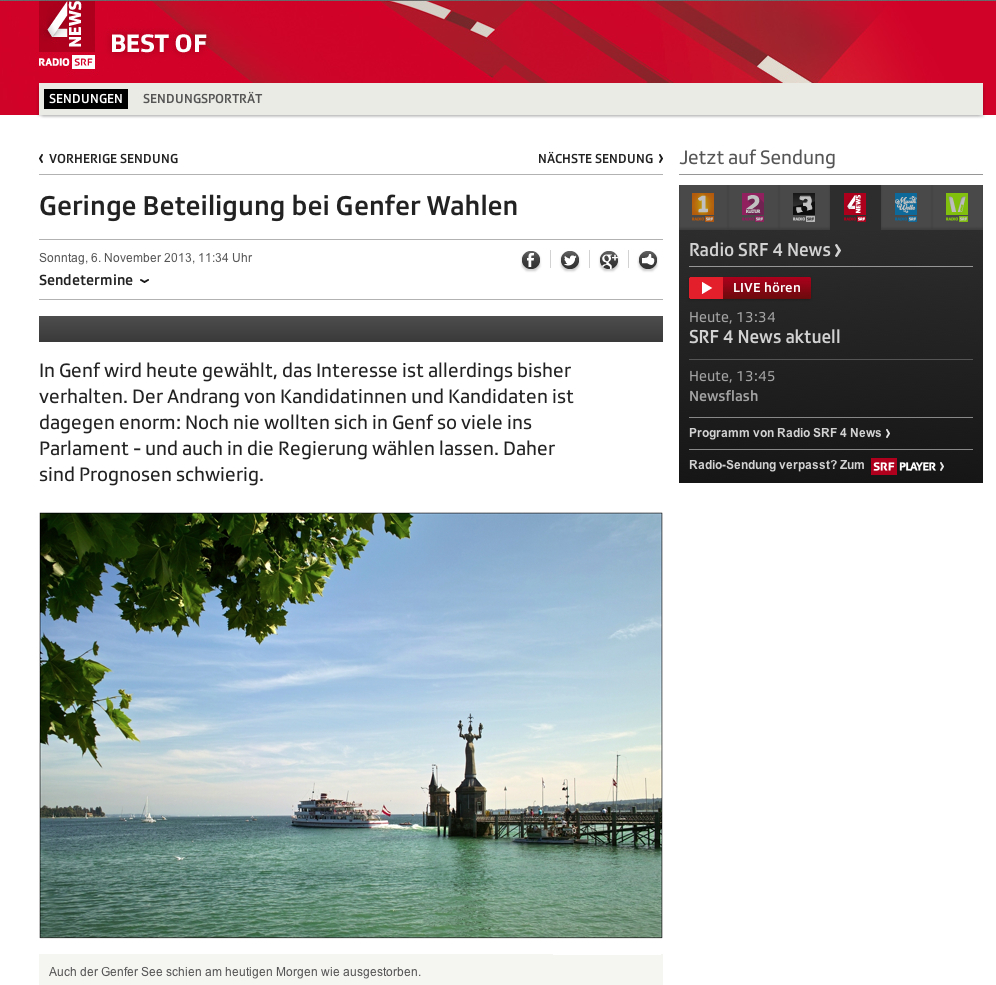 4 NEWS
RADIO SRF
BEST OF
SENDUNGEN SENDUNGSPORTRÄT
VORHERIGE SENDUNG
NÄCHSTE SENDUNG
Geringe Beteiligung bei Genfer Wahlen
Sonntag, 6. November 2013, 11:34 Uhr
Sendetermine
In Genf wird heute gewählt, das Interesse ist allerdings bisher
verhalten. Der Andrang von Kandidatinnen und Kandidaten ist
dagegen enorm: Noch nie wollten sich in Genf so viele ins
Parlament - und auch in die Regierung wählen lassen. Daher
sind Prognosen schwierig.
Auch der Genfer See schien am heutigen Morgen wie ausgestorben.
Jetzt auf Sendung
Radio SRF 4 News
LIVE hören
Heute, 13:34
SRF 4 News aktuell
Heute, 13:45
Newsflash
Programm von Radio SRF 4 News
Radio-Sendung verpasst? Zum SRF PLAYER